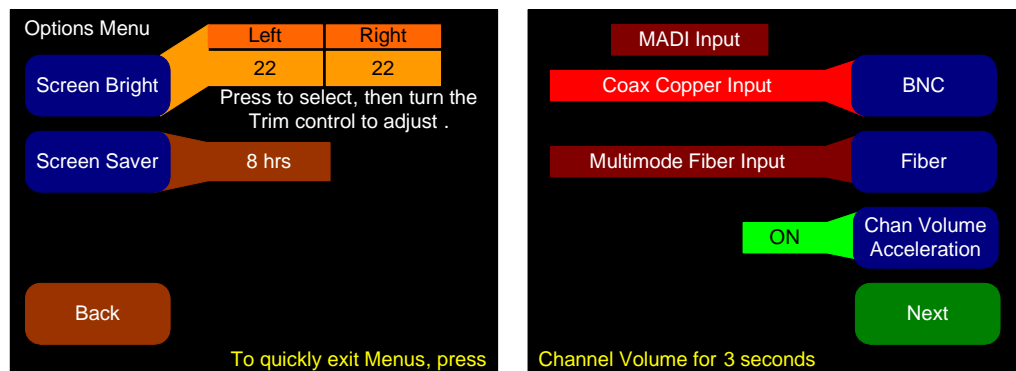 Options Menu
Left Right
Screen Bright
22 22
Press to select, then turn the
Trim control to adjust .
Screen Saver
8 hrs
Back
To quickly exit Menus, press
MADI Input
Coax Copper Input
BNC
Multimode Fiber Input
Fiber
ON
Chan Volume
Acceleration
Next
Channel Volume for 3 seconds